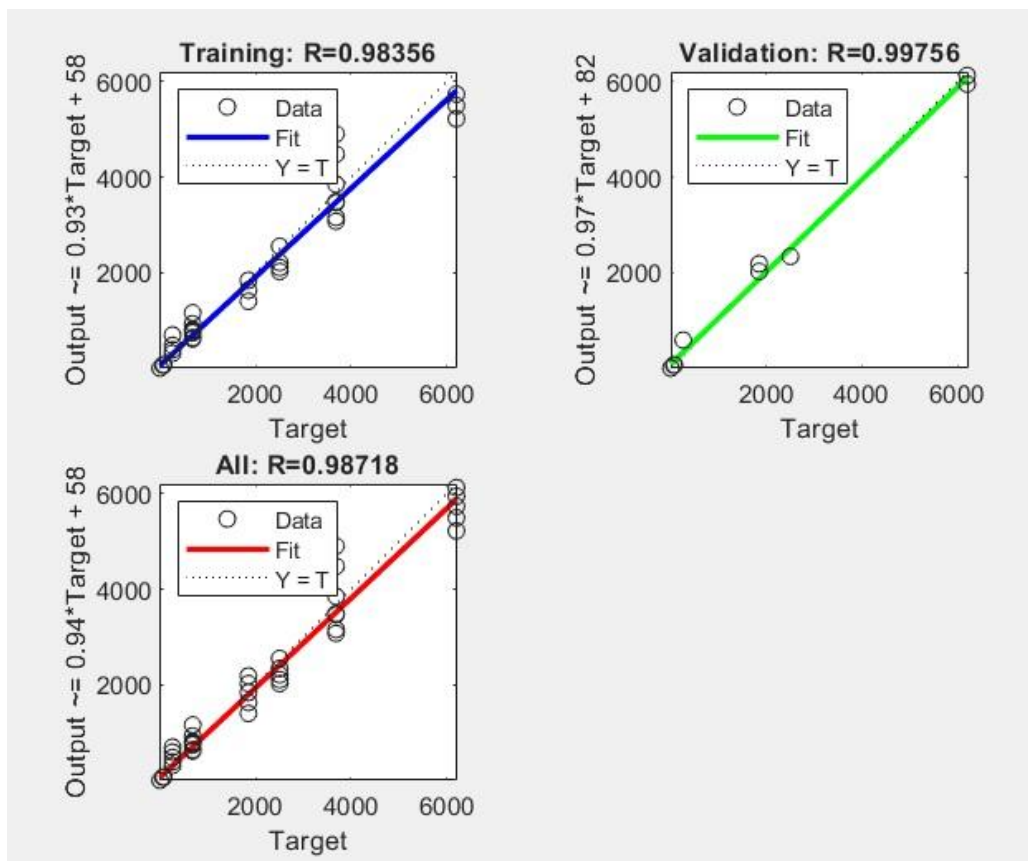 Training: R=0.98356
Output ~= 0.93*Target + 58
6000
4000
2000
Data
Fit
Y = T
2000
4000
6000
Target
Validation: R=0.99756
Output ~= 0.97*Target + 82
6000
4000
2000
Data
Fit
Y = T
2000
4000
6000
Target
All: R=0.98718
Output ~= 0.94*Target + 58
6000
4000
2000
Data
Fit
Y = T
2000
4000
6000
Target